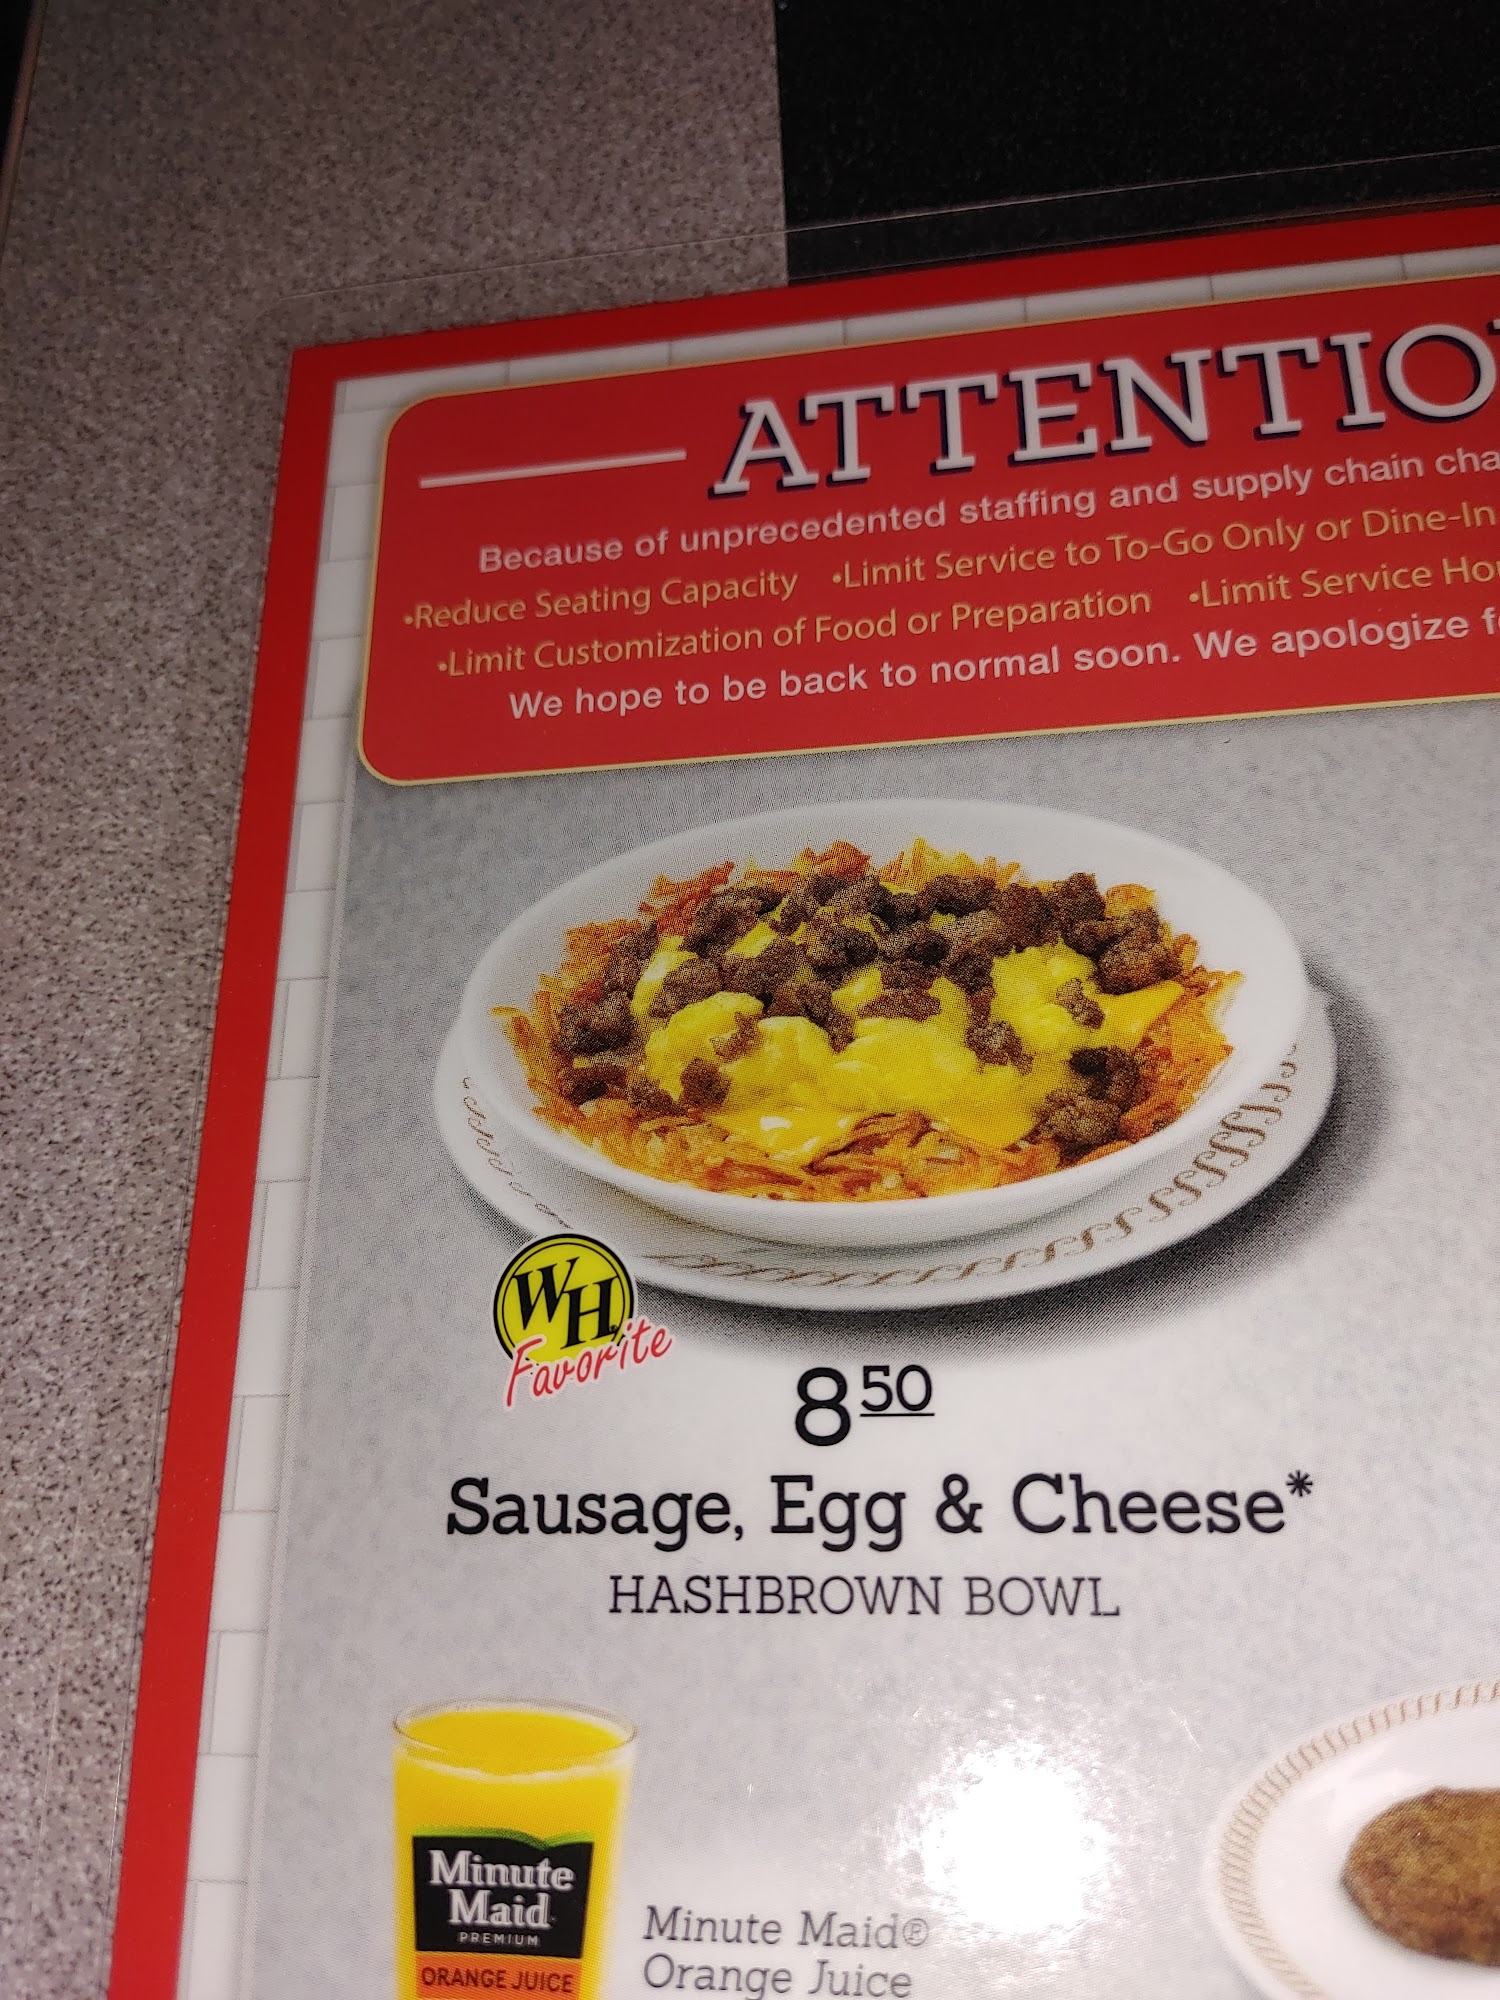 ATTENTIO
Because of unprecedented staffing and supply chain cha
•Reduce Seating Capacity •Limit Service to To-Go Only or Dine-In
•Limit Customization of Food or Preparation •Limit Service Ho
We hope to be back to normal soon. We apologize f
WH
Favorite
8 50
Sausage, Egg & Cheese*
HASHBROWN BOWL
Minute
Maid
PREMIUM
ORANGE JUICE
Minute Maid®
Orange Juice